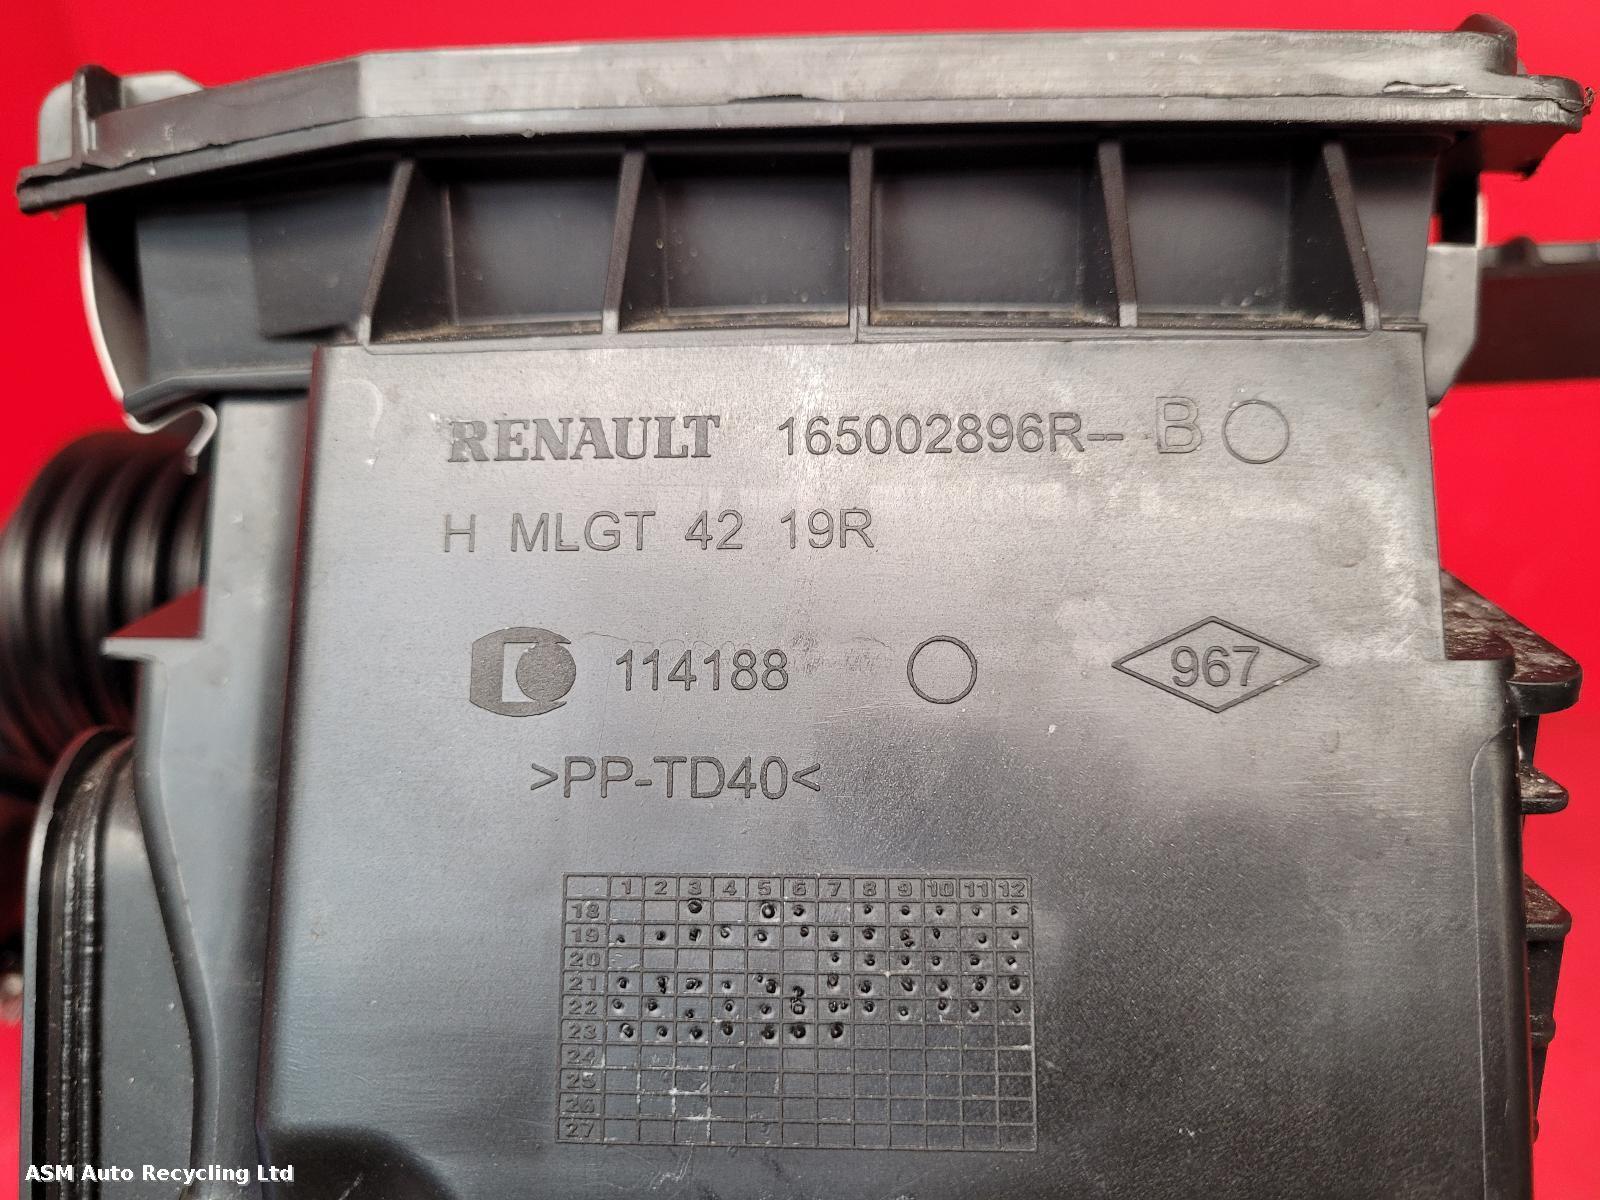 RENAULT 165002896R-- B
H MLGT 42 19R
114188
967
>PP-TD40<
1 2 3 4 5 6 7 8 9 10 11 12
18
19
20
21
22
23
24
25
26
27
ASM Auto Recycling Ltd